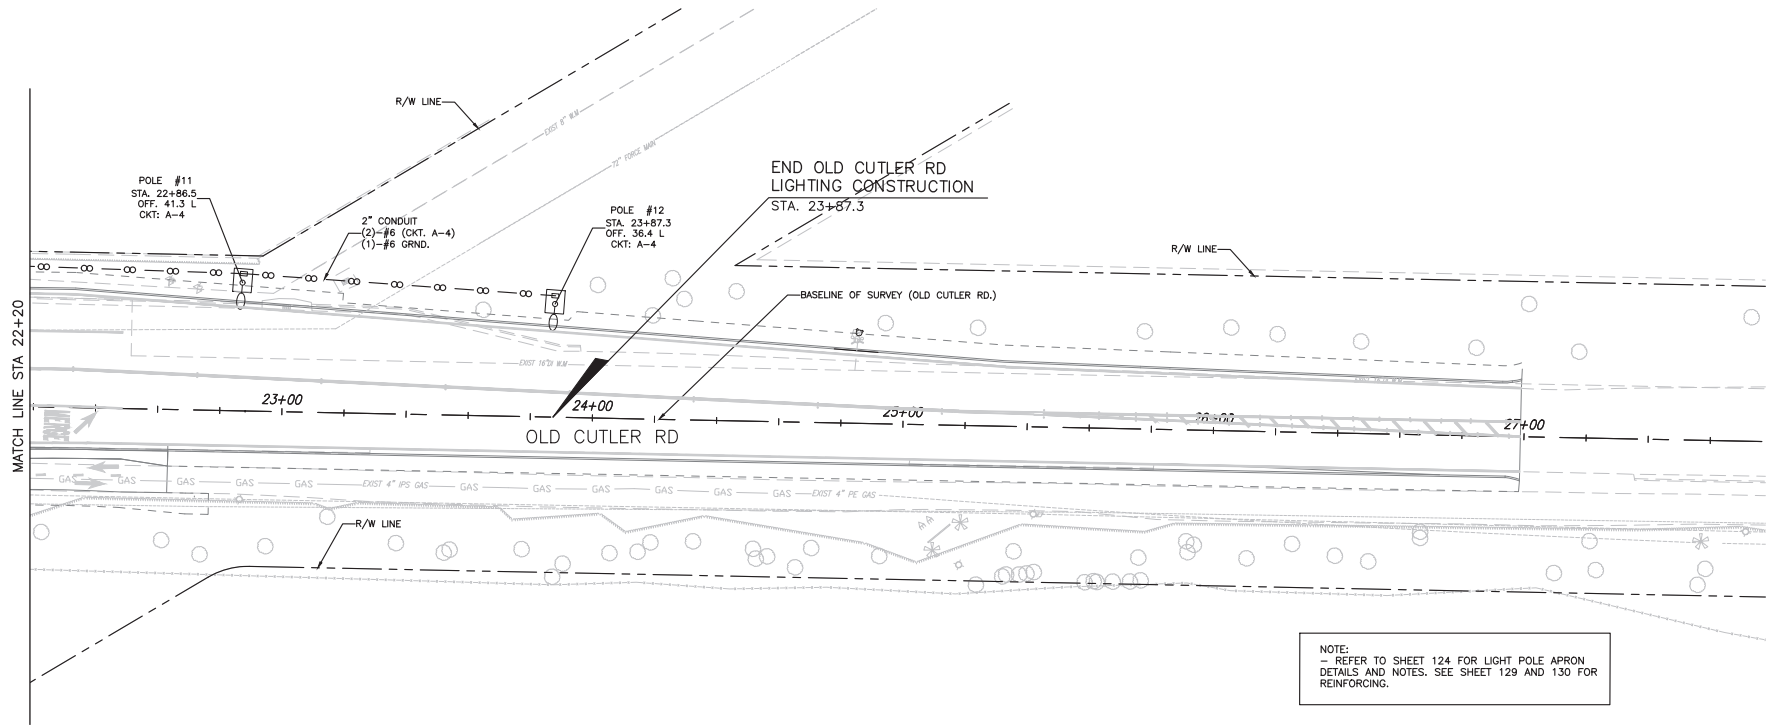 R/W LINE
EXIST 8" W.M
72" FORCE MAIN
END OLD CUTLER RD
LIGHTING CONSTRUCTION
STA. 23+87.3
POLE #11
STA. 22+86.5
OFF. 41.3 L
CKT: A-4
2" CONDUIT
(2)-#6 (CKT. A-4)
(1)-#6 GRND.
POLE #12
STA. 23+87.3
OFF. 36.4 L
CKT: A-4
R/W LINE
BASELINE OF SURVEY (OLD CUTLER RD.)
MATCH LINE STA 22+20
EXIST 16"DI W.M
23+00
24+00
25+00
26+00
27+00
OLD CUTLER RD
GAS GAS GAS GAS GAS EXIST 4" IPS GAS GAS GAS GAS GAS GAS GAS EXIST 4" PE GAS
R/W LINE
NOTE:
- REFER TO SHEET 124 FOR LIGHT POLE APRON
DETAILS AND NOTES. SEE SHEET 129 AND 130 FOR
REINFORCING.